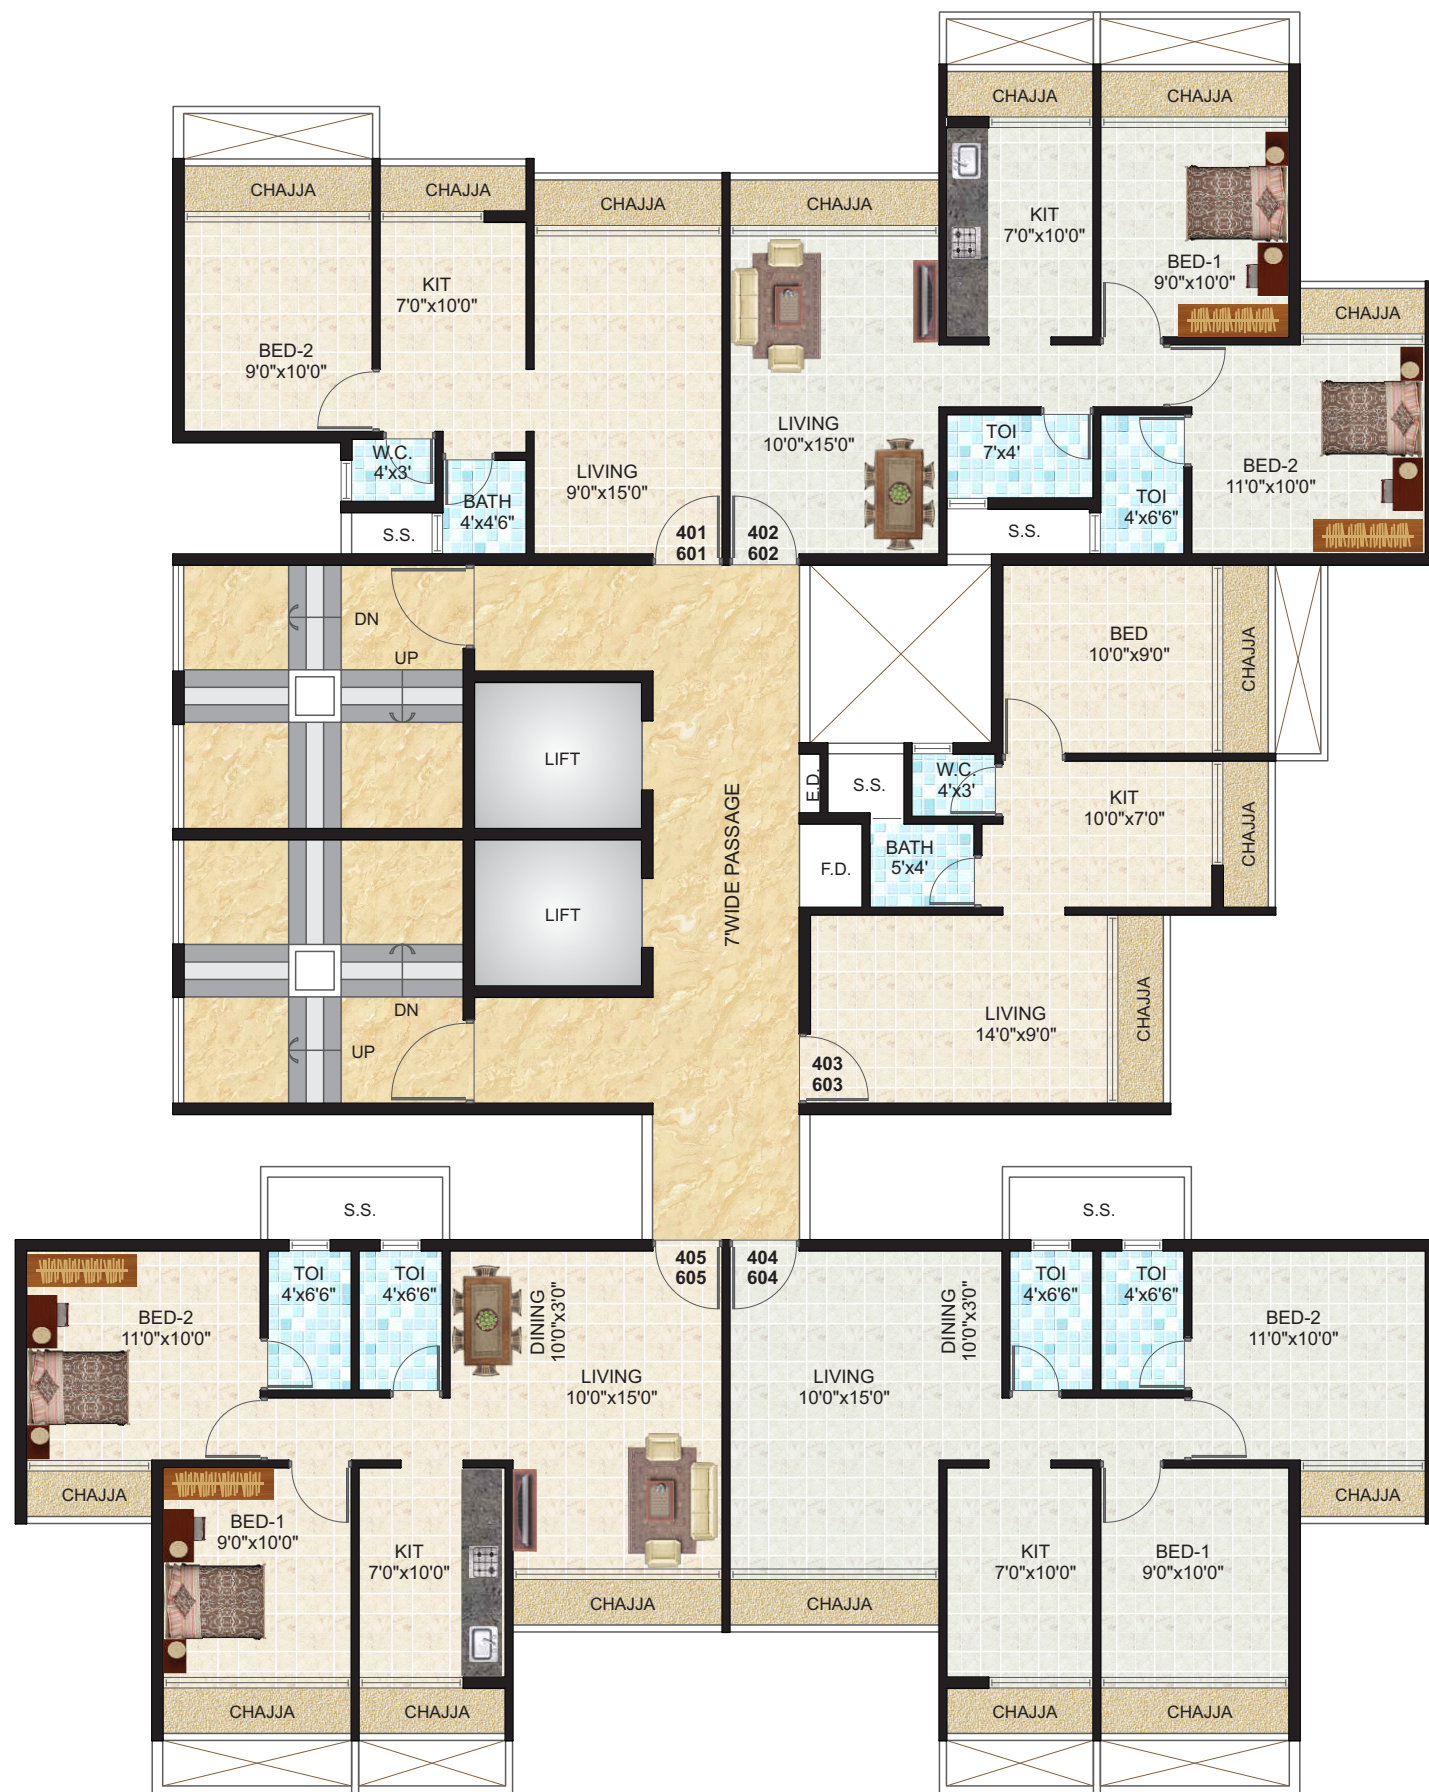 CHAJJA
CHAJJA
CHAJJA
CHAJJA
CHAJJA
CHAJJA
KIT
7'0"x10'0"
BED-1
9'0"x10'0"
KIT
7'0"x10'0"
CHAJJA
BED-2
9'0"x10'0"
LIVING
10'0"x15'0"
TOI
7'x4'
W.C.
4'x3'
LIVING
9'0"x15'0"
BED-2
11'0"x10'0"
BATH
4'x4'6"
TOI
4'x6'6"
S.S.
S.S.
401
601
402
602
DN
UP
BED
10'0"x9'0"
CHAJJA
LIFT
E.D.
S.S.
W.C.
4'x3'
KIT
10'0"x7'0"
CHAJJA
7'WIDE PASSAGE
BATH
5'x4'
F.D.
LIFT
DN
UP
LIVING
14'0"x9'0"
CHAJJA
403
603
S.S.
S.S.
405
605
404
604
TOI
4'x6'6"
TOI
4'x6'6"
DINING
10'0"x3'0"
DINING
10'0"x3'0"
TOI
4'x6'6"
TOI
4'x6'6"
BED-2
11'0"x10'0"
BED-2
11'0"x10'0"
LIVING
10'0"x15'0"
LIVING
10'0"x15'0"
CHAJJA
CHAJJA
BED-1
9'0"x10'0"
KIT
7'0"x10'0"
KIT
7'0"x10'0"
BED-1
9'0"x10'0"
CHAJJA
CHAJJA
CHAJJA
CHAJJA
CHAJJA
CHAJJA